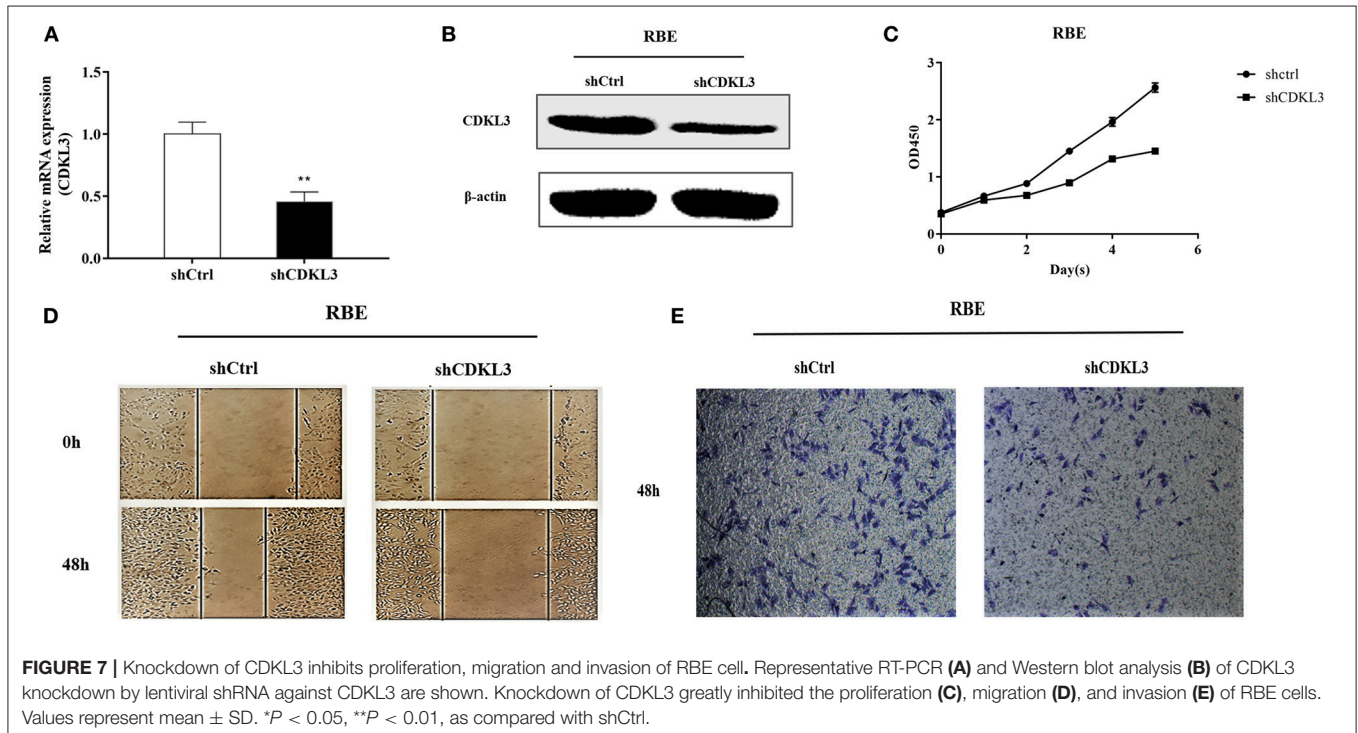 A
Relative mRNA expression
(CDKL3)
1.5
1.0
0.5
0.0
**
shCtrl
shCDKL3
B
RBE
shCtrl
shCDKL3
CDKL3
β-actin
C
RBE
OD450
3
2
1
0
0
2
4
6
Day(s)
shctrl
shCDKL3
D
RBE
shCtrl
shCDKL3
0h
48h
E
RBE
shCtrl
shCDKL3
48h
FIGURE 7 | Knockdown of CDKL3 inhibits proliferation, migration and invasion of RBE cell. Representative RT-PCR (A) and Western blot analysis (B) of CDKL3
knockdown by lentiviral shRNA against CDKL3 are shown. Knockdown of CDKL3 greatly inhibited the proliferation (C), migration (D), and invasion (E) of RBE cells.
Values represent mean ± SD. *P < 0.05, **P < 0.01, as compared with shCtrl.